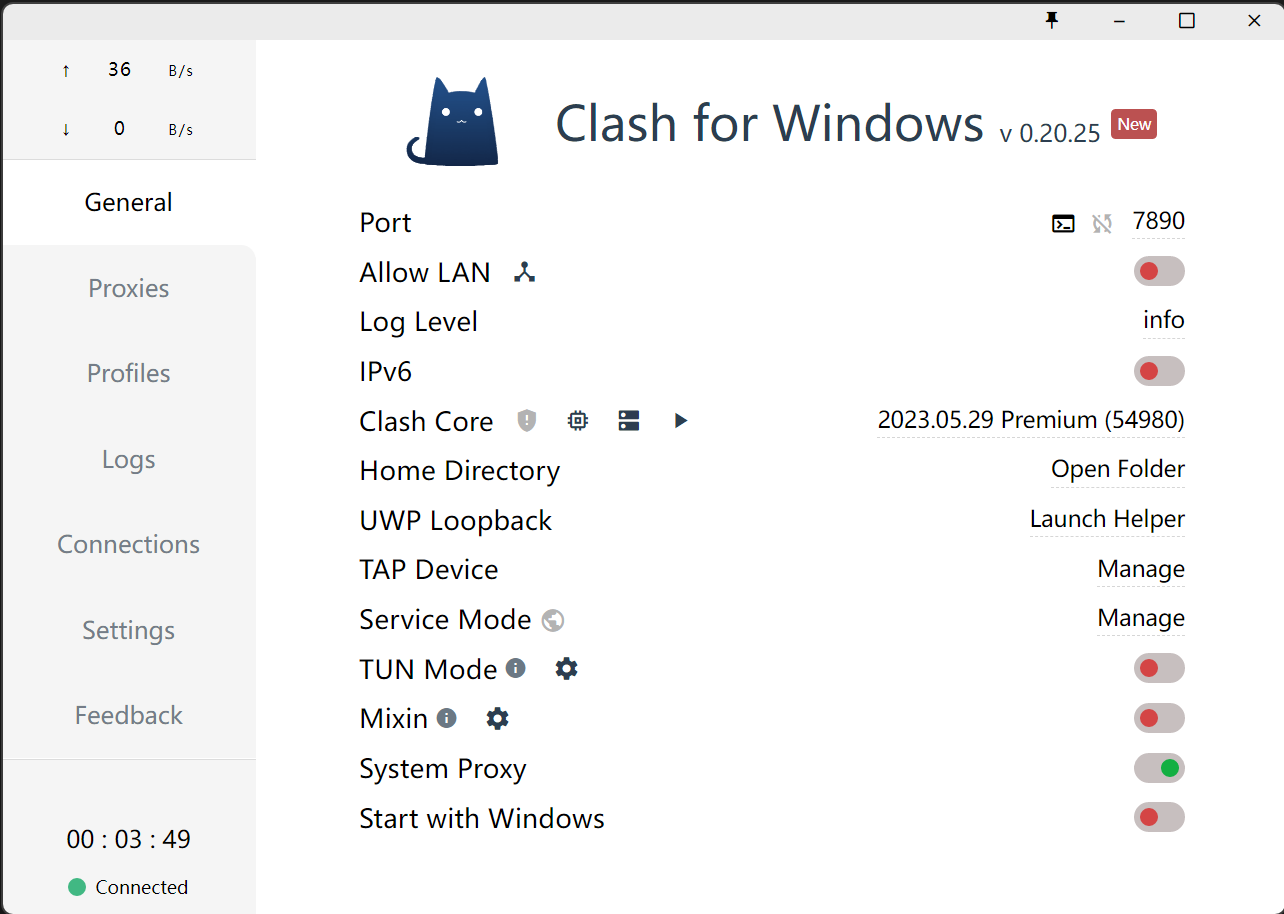 ↑ 36 B/s
↓ 0 B/s
General
Proxies
Profiles
Logs
Connections
Settings
Feedback
00 : 03 : 49
Connected
Clash for Windows v 0.20.25 New
Port 7890
Allow LAN
Log Level info
IPv6
Clash Core 2023.05.29 Premium (54980)
Home Directory Open Folder
UWP Loopback Launch Helper
TAP Device Manage
Service Mode Manage
TUN Mode
Mixin
System Proxy
Start with Windows